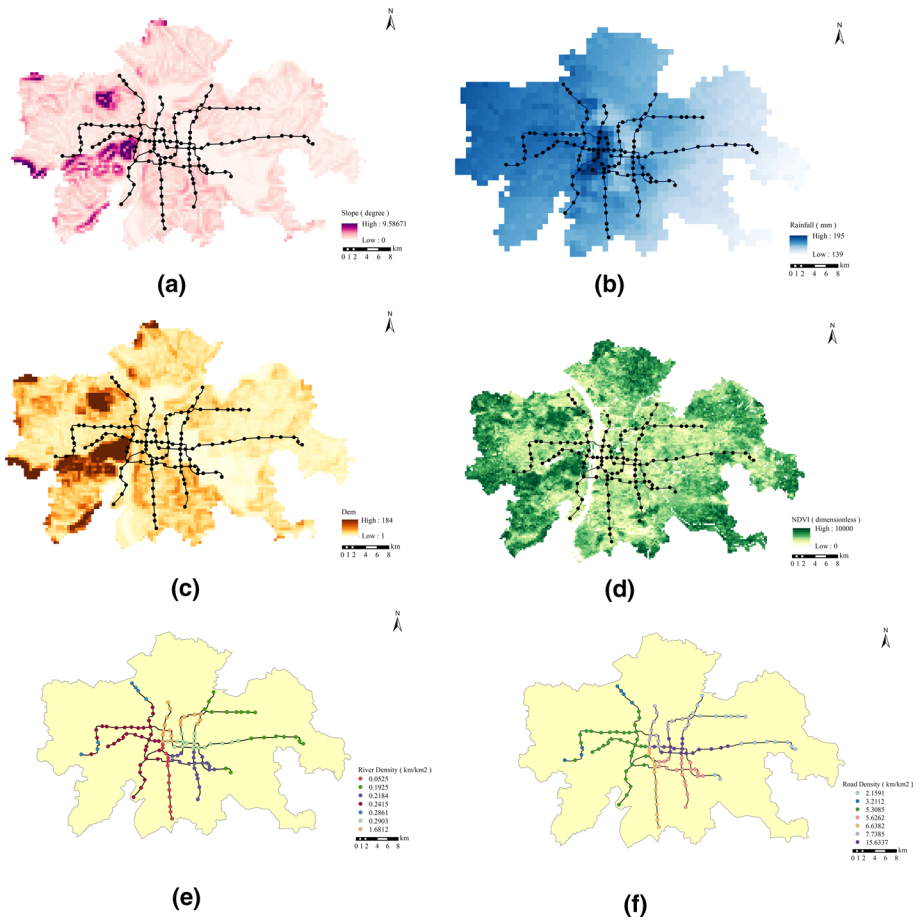 N
Slope ( degree )
High : 9.58671
Low : 0
km
0 1 2 4 6 8
(a)
N
Rainfall ( mm )
High : 195
Low : 139
km
0 1 2 4 6 8
(b)
N
Dem
High : 184
Low : 1
km
0 1 2 4 6 8
(c)
N
NDVI ( dimensionless )
High : 10000
Low : 0
km
0 1 2 4 6 8
(d)
N
River Density ( km/km2 )
0.0525
0.1925
0.2184
0.2415
0.2861
0.2903
1.6812
km
0 1 2 4 6 8
(e)
N
Road Density ( km/km2 )
2.1591
3.2112
5.3085
5.6262
6.6382
7.7385
15.6337
km
0 1 2 4 6 8
(f)